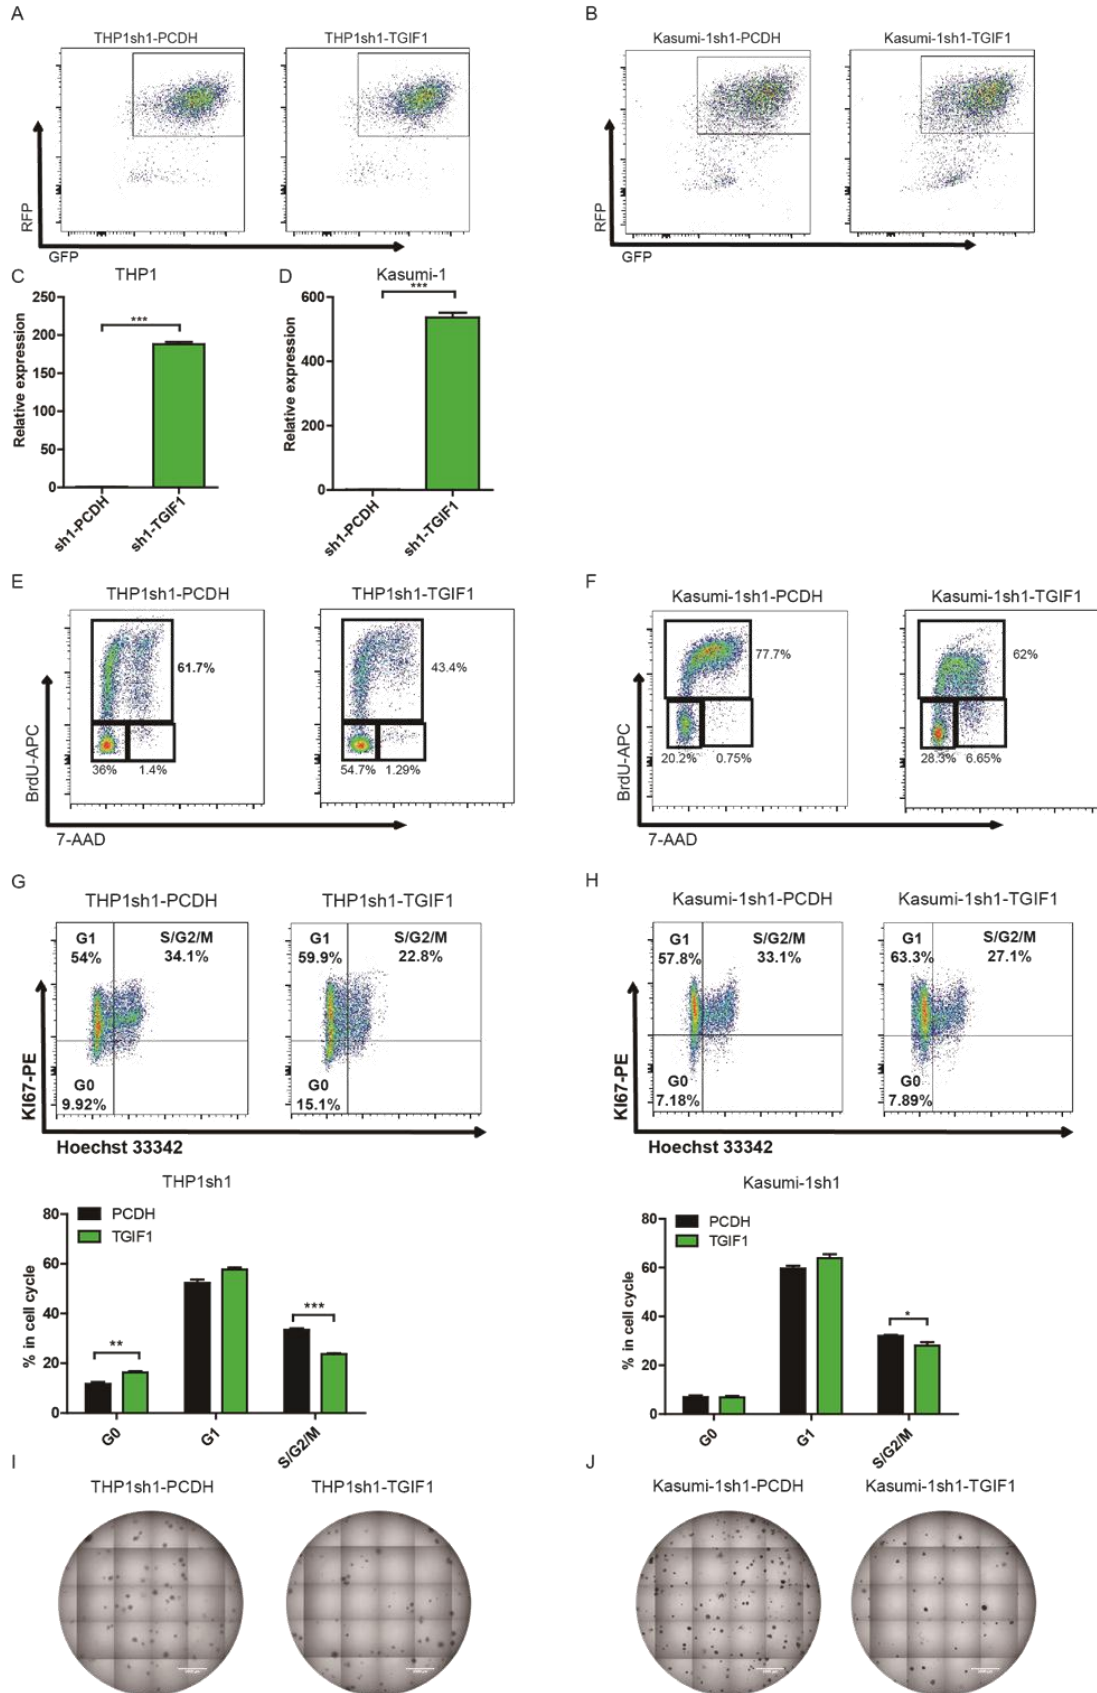 A
B
THP1sh1-PCDH
THP1sh1-TGIF1
Kasumi-1sh1-PCDH
Kasumi-1sh1-TGIF1
RFP
GFP
RFP
GFP
C
THP1
D
Kasumi-1
Relative expression
250
200
150
100
50
0
***
sh1-PCDH
sh1-TGIF1
Relative expression
600
400
200
0
***
sh1-PCDH
sh1-TGIF1
E
THP1sh1-PCDH
THP1sh1-TGIF1
F
Kasumi-1sh1-PCDH
Kasumi-1sh1-TGIF1
61.7%
43.4%
77.7%
62%
36%
1.4%
54.7%
1.29%
20.2%
0.75%
28.3%
6.65%
BrdU-APC
7-AAD
BrdU-APC
7-AAD
G
THP1sh1-PCDH
THP1sh1-TGIF1
H
Kasumi-1sh1-PCDH
Kasumi-1sh1-TGIF1
G1
54%
S/G2/M
34.1%
G0
9.92%
G1
59.9%
S/G2/M
22.8%
G0
15.1%
G1
57.8%
S/G2/M
33.1%
G0
7.18%
G1
63.3%
S/G2/M
27.1%
G0
7.89%
KI67-PE
Hoechst 33342
KI67-PE
Hoechst 33342
THP1sh1
PCDH
TGIF1
% in cell cycle
80
60
40
20
0
**
***
G0
G1
S/G2/M
Kasumi-1sh1
PCDH
TGIF1
% in cell cycle
80
60
40
20
0
*
G0
G1
S/G2/M
I
THP1sh1-PCDH
THP1sh1-TGIF1
J
Kasumi-1sh1-PCDH
Kasumi-1sh1-TGIF1